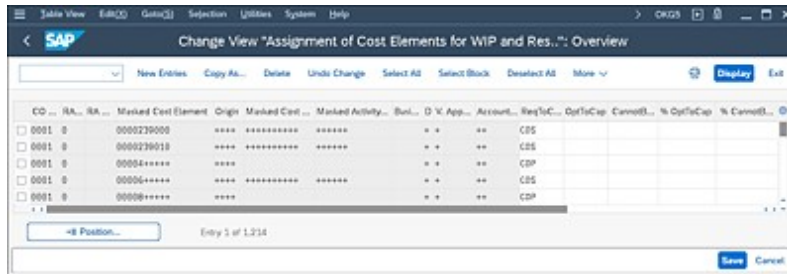 Table View Edit(X) Goto(S) Selection Utilities System Help > OKG5
< SAP Change View "Assignment of Cost Elements for WIP and Res..": Overview
New Entries Copy As... Delete Undo Change Select All Select Block Deselect All More Display Exit
CO ... RA... RA ... Masked Cost Element Origin Masked Cost ... Masked Activity... Busi... D V. App... Account... ReqToC... OptToCap CannotB... % OptToCap % CannotB...
0001 0 0000239000 ++++ ++++++++++ ++++++ + + ++ COS
0001 0 0000239010 ++++ ++++++++++ ++++++ + + ++ COS
0001 0 00004+++++ ++++ + + ++ COP
0001 0 00006+++++ ++++ ++++++++++ ++++++ + + ++ COS
0001 0 00008+++++ ++++ + + ++ COP
Position... Entry 1 of 1,214
Save Cancel